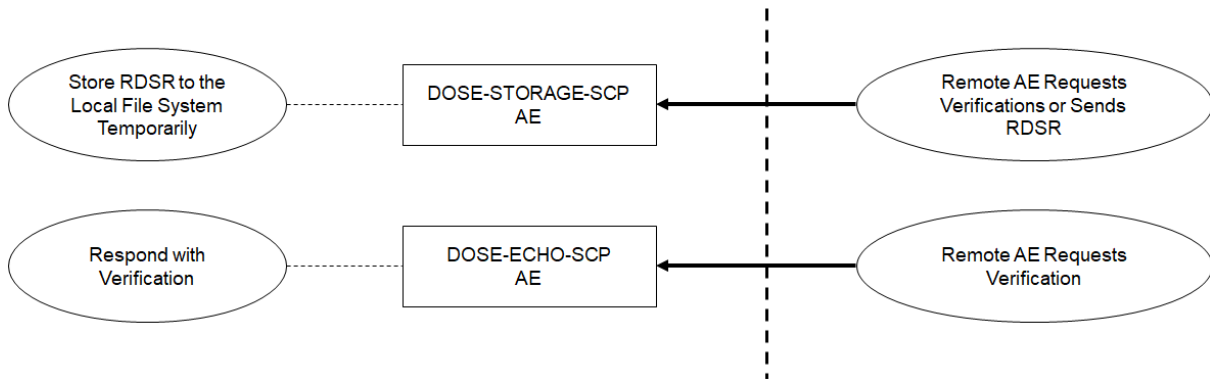 Store RDSR to the
Local File System
Temporarily
DOSE-STORAGE-SCP
AE
Remote AE Requests
Verifications or Sends
RDSR
Respond with
Verification
DOSE-ECHO-SCP
AE
Remote AE Requests
Verification